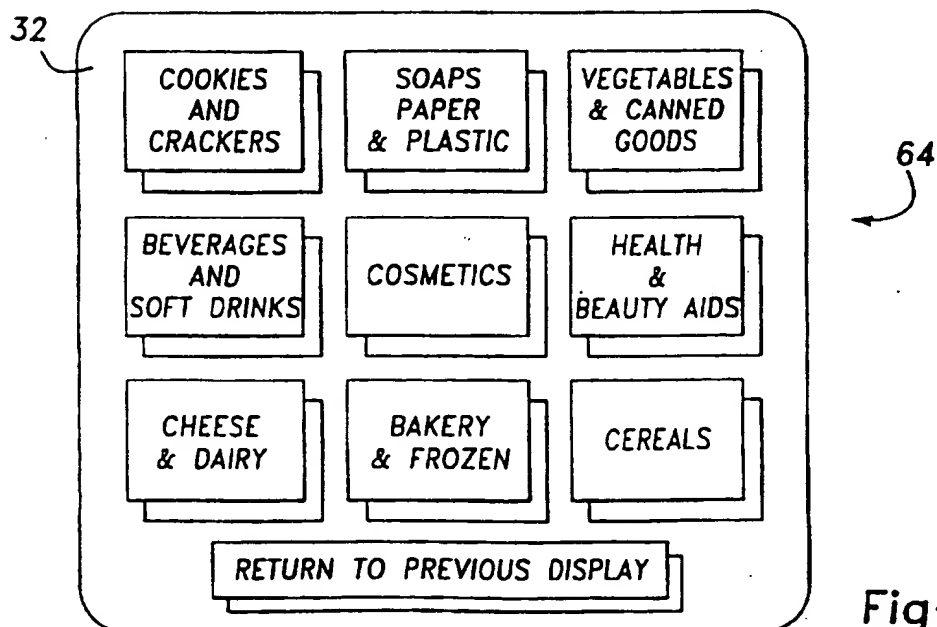 32
COOKIES
AND
CRACKERS
SOAPS
PAPER
& PLASTIC
VEGETABLES
& CANNED
GOODS
64
BEVERAGES
AND
SOFT DRINKS
COSMETICS
HEALTH
&
BEAUTY AIDS
CHEESE
& DAIRY
BAKERY
& FROZEN
CEREALS
RETURN TO PREVIOUS DISPLAY
Fig